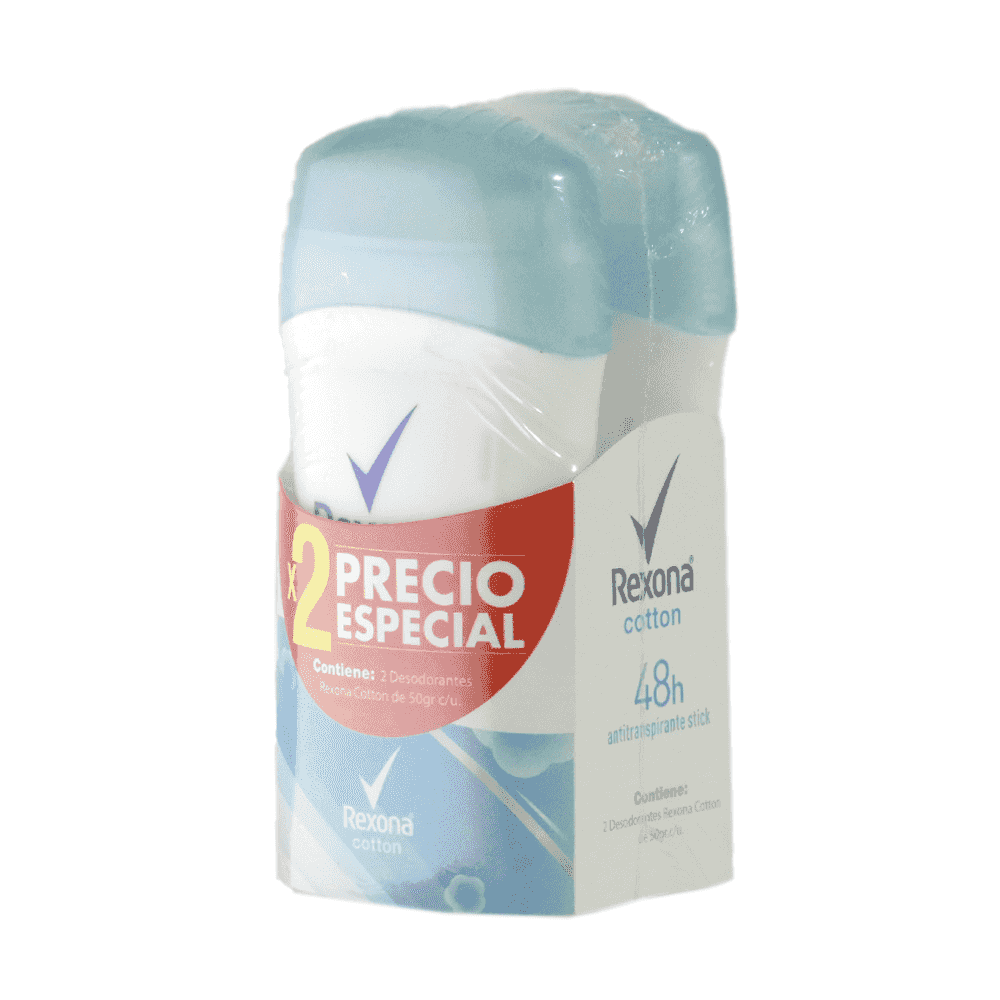 x2 PRECIO
ESPECIAL
Contiene: 2 Desodorantes
Rexona Cotton de 50gr c/u.
Rexona
cotton
Rexona®
cotton
48h
antitranspirante stick
Contiene:
2 Desodorantes Rexona Cotton
de 50gr c/u.